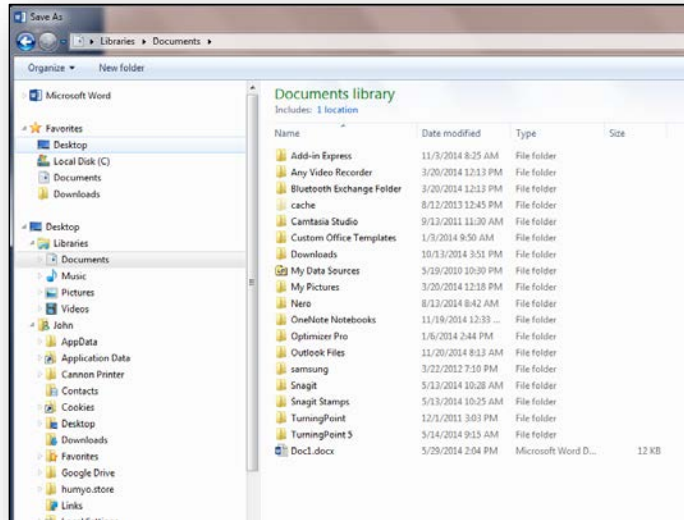 Save As
Libraries ▸ Documents ▸
Organize ▾ New folder
Microsoft Word
Favorites
Desktop
Local Disk (C)
Documents
Downloads
Desktop
Libraries
Documents
Music
Pictures
Videos
John
AppData
Application Data
Cannon Printer
Contacts
Cookies
Desktop
Downloads
Favorites
Google Drive
humyo.store
Links
Documents library
Includes: 1 location
Name Date modified Type Size
Add-in Express 11/3/2014 8:25 AM File folder
Any Video Recorder 3/20/2014 12:13 PM File folder
Bluetooth Exchange Folder 3/20/2014 12:13 PM File folder
cache 8/12/2013 12:45 PM File folder
Camtasia Studio 9/13/2011 11:30 AM File folder
Custom Office Templates 1/3/2014 9:50 AM File folder
Downloads 10/13/2014 3:51 PM File folder
My Data Sources 5/19/2010 10:30 PM File folder
My Pictures 3/20/2014 12:18 PM File folder
Nero 8/13/2014 8:42 AM File folder
OneNote Notebooks 11/19/2014 12:33 ... File folder
Optimizer Pro 1/6/2014 2:44 PM File folder
Outlook Files 11/20/2014 8:13 AM File folder
samsung 3/22/2012 7:10 PM File folder
Snagit 5/13/2014 10:28 AM File folder
Snagit Stamps 5/13/2014 10:25 AM File folder
TurningPoint 12/1/2011 3:03 PM File folder
TurningPoint 5 5/14/2014 9:15 AM File folder
Doc1.docx 5/29/2014 2:04 PM Microsoft Word D... 12 KB